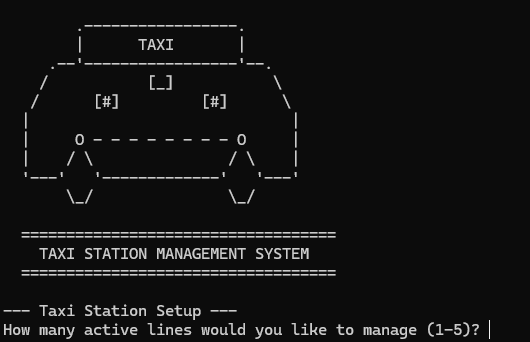 TAXI
TAXI STATION MANAGEMENT SYSTEM
--- Taxi Station Setup ---
How many active lines would you like to manage (1-5)?